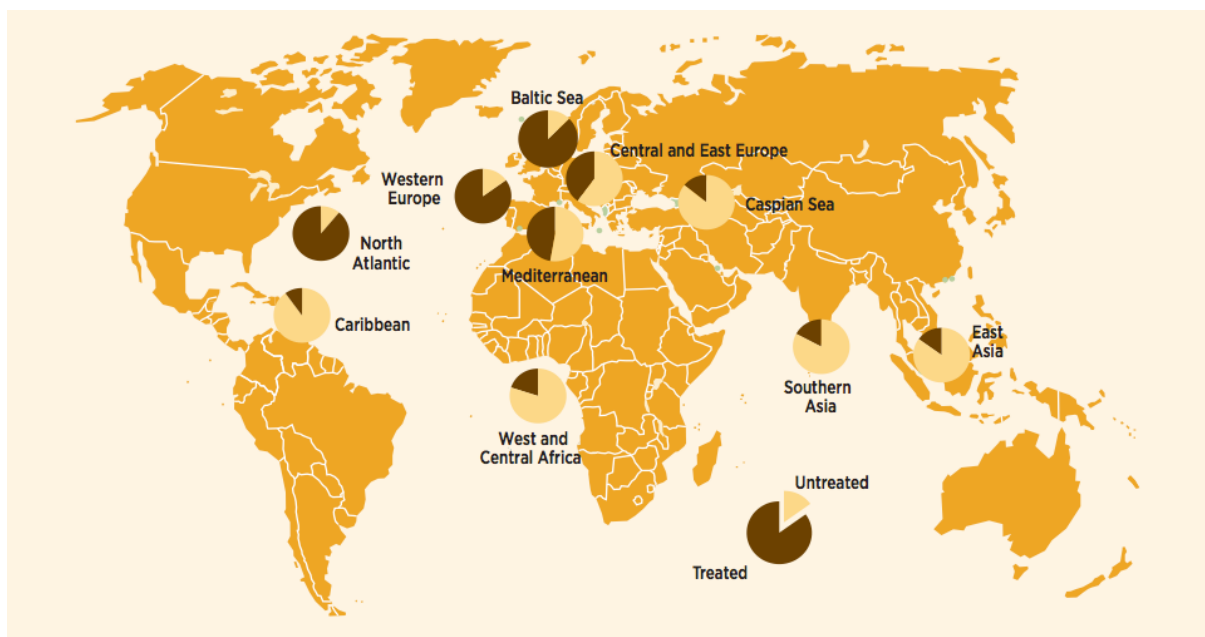 Baltic Sea
Central and East Europe
Western
Europe
Caspian Sea
North
Atlantic
Mediterranean
Caribbean
East
Asia
Southern
Asia
West and
Central Africa
Untreated
Treated